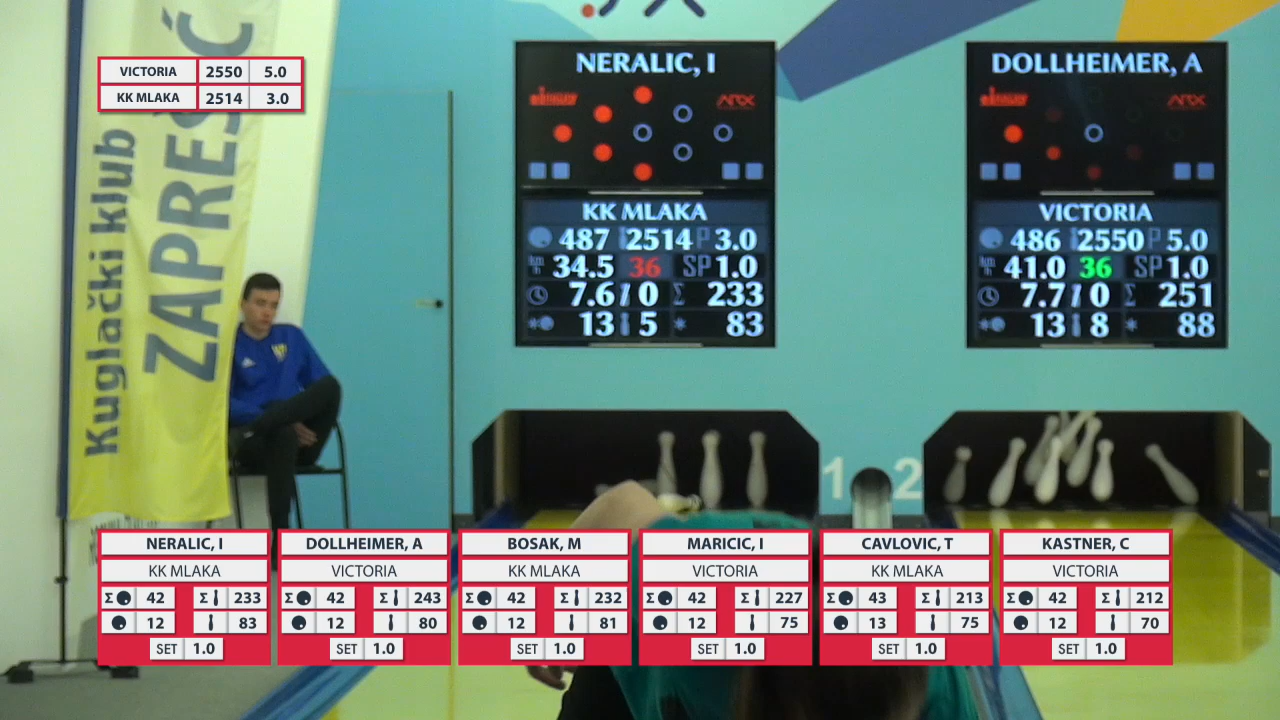 VICTORIA 2550 5.0
KK MLAKA 2514 3.0
Kuglački klub
ZAPREŠIĆ
NERALIC, I
KK MLAKA
487 2514 P 3.0
34.5 36 SP 1.0
7.6 0 Σ 233
13 5 * 83
DOLLHEIMER, A
VICTORIA
486 2550 P 5.0
41.0 36 SP 1.0
7.7 0 Σ 251
13 8 * 88
1 2
NERALIC, I
KK MLAKA
Σ 42 Σ 233
12 83
SET 1.0
DOLLHEIMER, A
VICTORIA
Σ 42 Σ 243
12 80
SET 1.0
BOSAK, M
KK MLAKA
Σ 42 Σ 232
12 81
SET 1.0
MARICIC, I
VICTORIA
Σ 42 Σ 227
12 75
SET 1.0
CAVLOVIC, T
KK MLAKA
Σ 43 Σ 213
13 75
SET 1.0
KASTNER, C
VICTORIA
Σ 42 Σ 212
12 70
SET 1.0